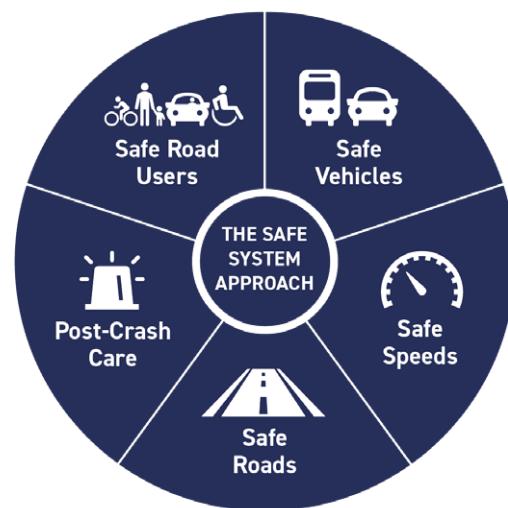 Safe Road
Users
Safe
Vehicles
THE SAFE
SYSTEM
APPROACH
Post-Crash
Care
Safe
Speeds
Safe
Roads